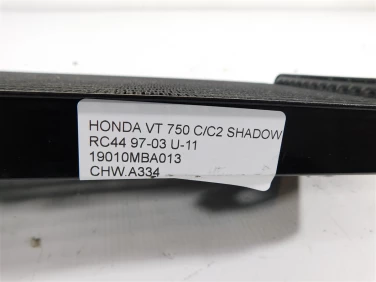 HONDA VT 750 C/C2 SHADOW
RC44 97-03 U-11
19010MBA013
CHW.A334